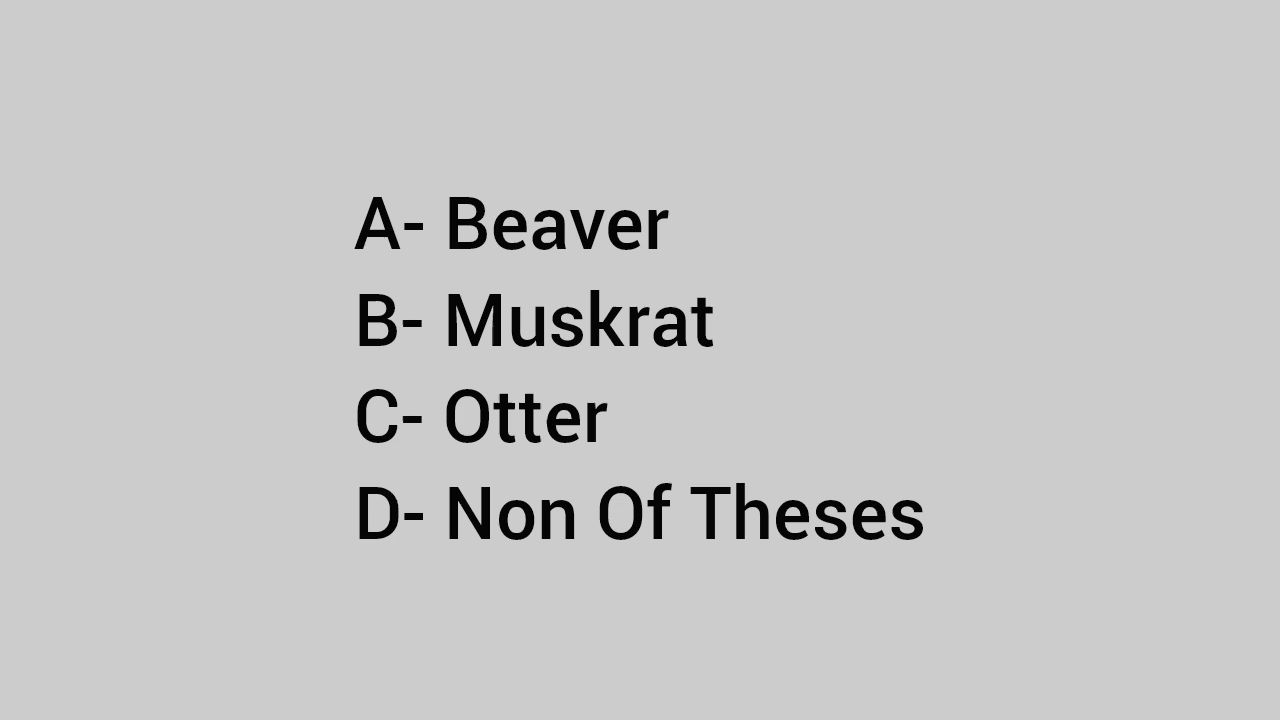 A- Beaver
B- Muskrat
C- Otter
D- Non Of Theses